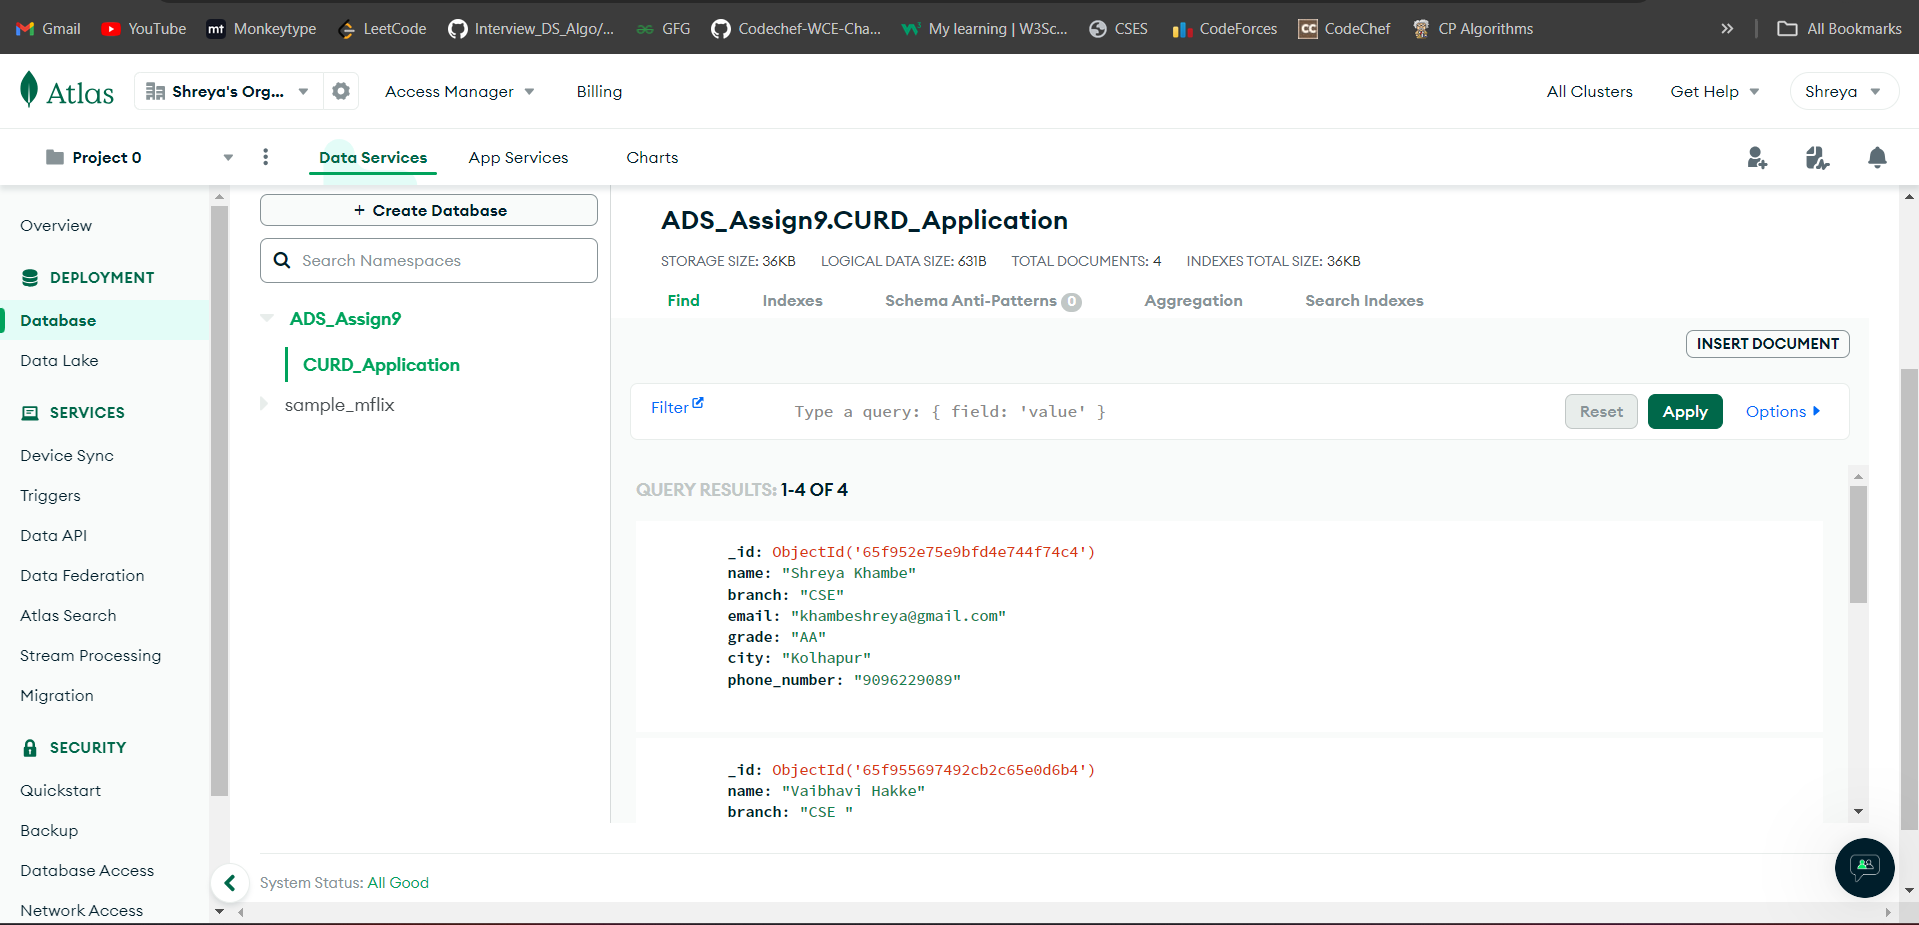 Gmail YouTube Monkeytype LeetCode Interview_DS_Algo/... GFG Codechef-WCE-Cha... My learning | W3Sc... CSES CodeForces CodeChef CP Algorithms » All Bookmarks
Atlas Shreya's Org... Access Manager Billing All Clusters Get Help Shreya
Project 0 Data Services App Services Charts
Overview
DEPLOYMENT
Database
Data Lake
SERVICES
Device Sync
Triggers
Data API
Data Federation
Atlas Search
Stream Processing
Migration
SECURITY
Quickstart
Backup
Database Access
Network Access
+ Create Database
Search Namespaces
ADS_Assign9
CURD_Application
sample_mflix
ADS_Assign9.CURD_Application
STORAGE SIZE: 36KB LOGICAL DATA SIZE: 631B TOTAL DOCUMENTS: 4 INDEXES TOTAL SIZE: 36KB
Find Indexes Schema Anti-Patterns 0 Aggregation Search Indexes
INSERT DOCUMENT
Filter Type a query: { field: 'value' } Reset Apply Options
QUERY RESULTS: 1-4 OF 4
_id: ObjectId('65f952e75e9bfd4e744f74c4')
name: "Shreya Khambe"
branch: "CSE"
email: "khambeshreya@gmail.com"
grade: "AA"
city: "Kolhapur"
phone_number: "9096229089"
_id: ObjectId('65f955697492cb2c65e0d6b4')
name: "Vaibhavi Hakke"
branch: "CSE "
System Status: All Good